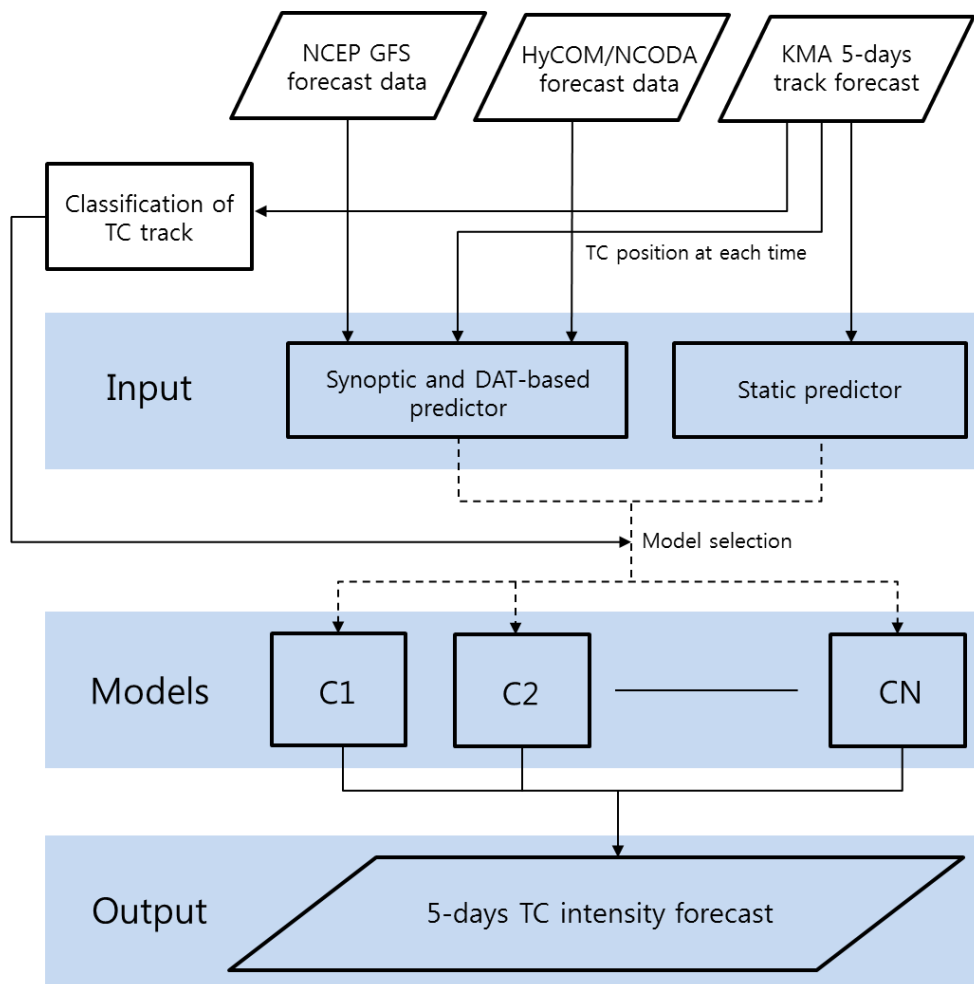 NCEP GFS
forecast data
HyCOM/NCODA
forecast data
KMA 5-days
track forecast
Classification of
TC track
TC position at each time
Input
Synoptic and DAT-based
predictor
Static predictor
Model selection
Models
C1
C2
CN
Output
5-days TC intensity forecast